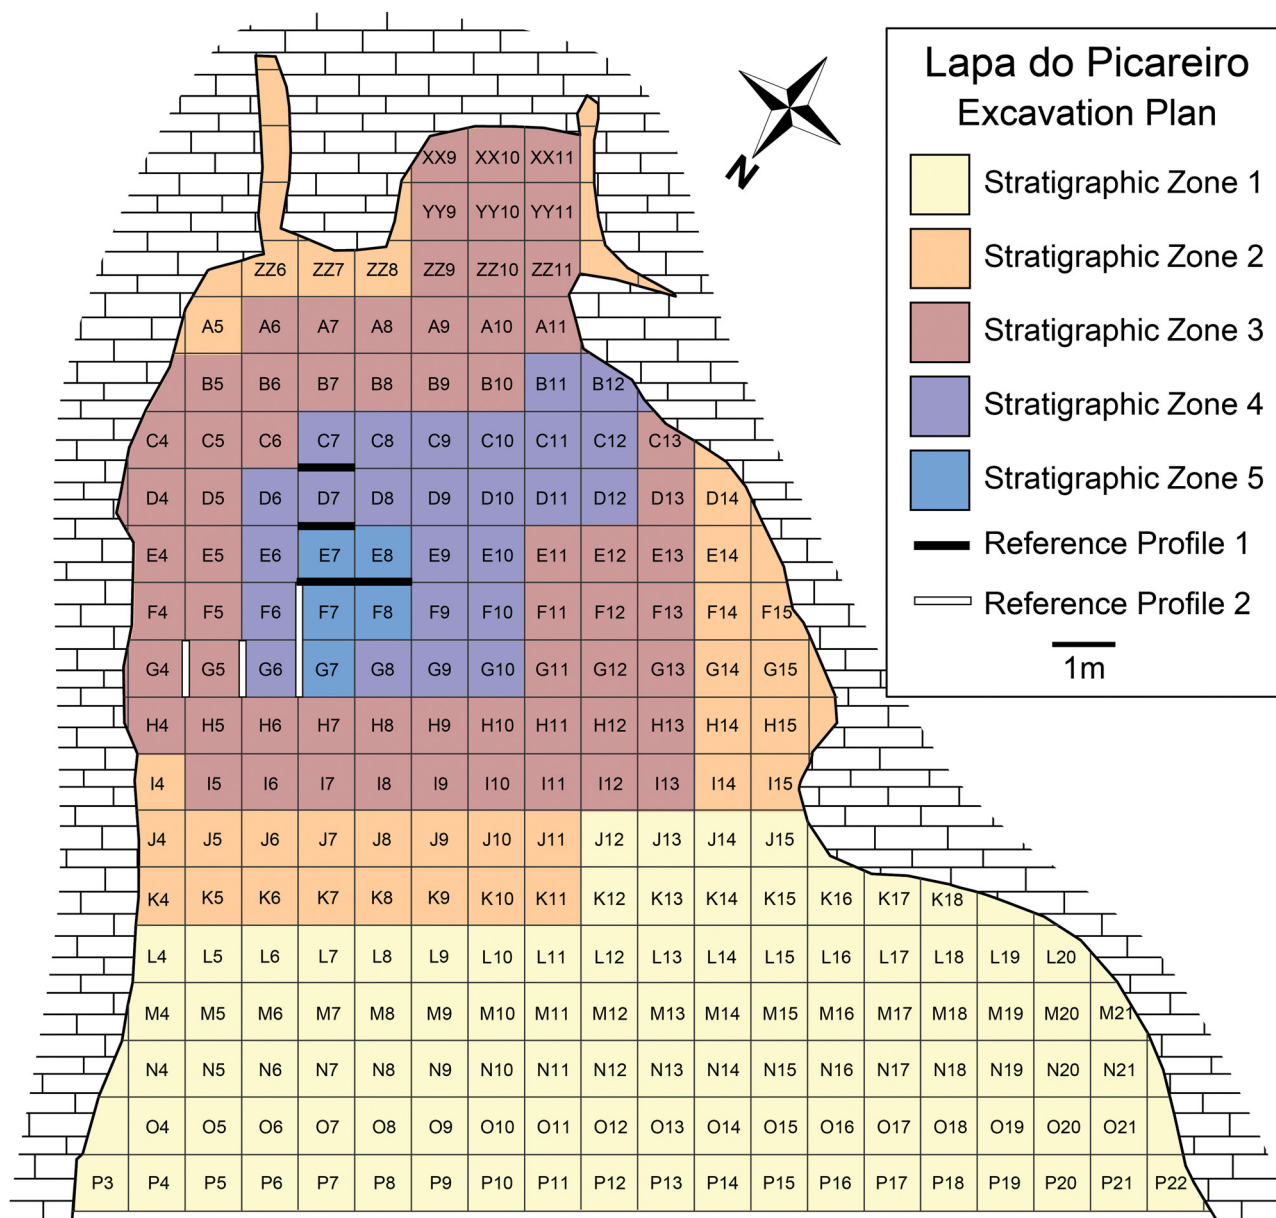 Lapa do Picareiro
Excavation Plan
Stratigraphic Zone 1
Stratigraphic Zone 2
Stratigraphic Zone 3
Stratigraphic Zone 4
Stratigraphic Zone 5
Reference Profile 1
Reference Profile 2
1m
N
XX9 XX10 XX11
YY9 YY10 YY11
ZZ6 ZZ7 ZZ8 ZZ9 ZZ10 ZZ11
A5 A6 A7 A8 A9 A10 A11
B5 B6 B7 B8 B9 B10 B11 B12
C4 C5 C6 C7 C8 C9 C10 C11 C12 C13
D4 D5 D6 D7 D8 D9 D10 D11 D12 D13 D14
E4 E5 E6 E7 E8 E9 E10 E11 E12 E13 E14
F4 F5 F6 F7 F8 F9 F10 F11 F12 F13 F14 F15
G4 G5 G6 G7 G8 G9 G10 G11 G12 G13 G14 G15
H4 H5 H6 H7 H8 H9 H10 H11 H12 H13 H14 H15
I4 I5 I6 I7 I8 I9 I10 I11 I12 I13 I14 I15
J4 J5 J6 J7 J8 J9 J10 J11 J12 J13 J14 J15
K4 K5 K6 K7 K8 K9 K10 K11 K12 K13 K14 K15 K16 K17 K18
L4 L5 L6 L7 L8 L9 L10 L11 L12 L13 L14 L15 L16 L17 L18 L19 L20
M4 M5 M6 M7 M8 M9 M10 M11 M12 M13 M14 M15 M16 M17 M18 M19 M20 M21
N4 N5 N6 N7 N8 N9 N10 N11 N12 N13 N14 N15 N16 N17 N18 N19 N20 N21
O4 O5 O6 O7 O8 O9 O10 O11 O12 O13 O14 O15 O16 O17 O18 O19 O20 O21
P3 P4 P5 P6 P7 P8 P9 P10 P11 P12 P13 P14 P15 P16 P17 P18 P19 P20 P21 P22